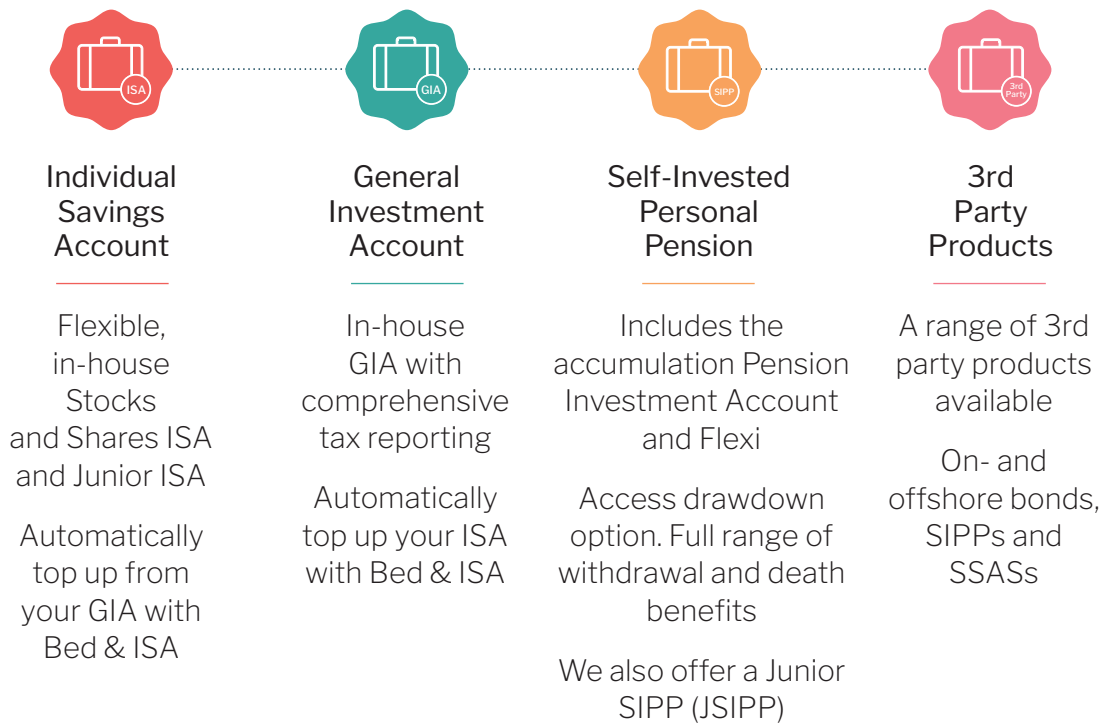 ISA
GIA
SIPP
3rd
Party
Individual
Savings
Account
Flexible,
in-house
Stocks
and Shares ISA
and Junior ISA
Automatically
top up from
your GIA with
Bed & ISA
General
Investment
Account
In-house
GIA with
comprehensive
tax reporting
Automatically
top up your ISA
with Bed & ISA
Self-Invested
Personal
Pension
Includes the
accumulation Pension
Investment Account
and Flexi
Access drawdown
option. Full range of
withdrawal and death
benefits
We also offer a Junior
SIPP (JSIPP)
3rd
Party
Products
A range of 3rd
party products
available
On- and
offshore bonds,
SIPPs and
SSASs